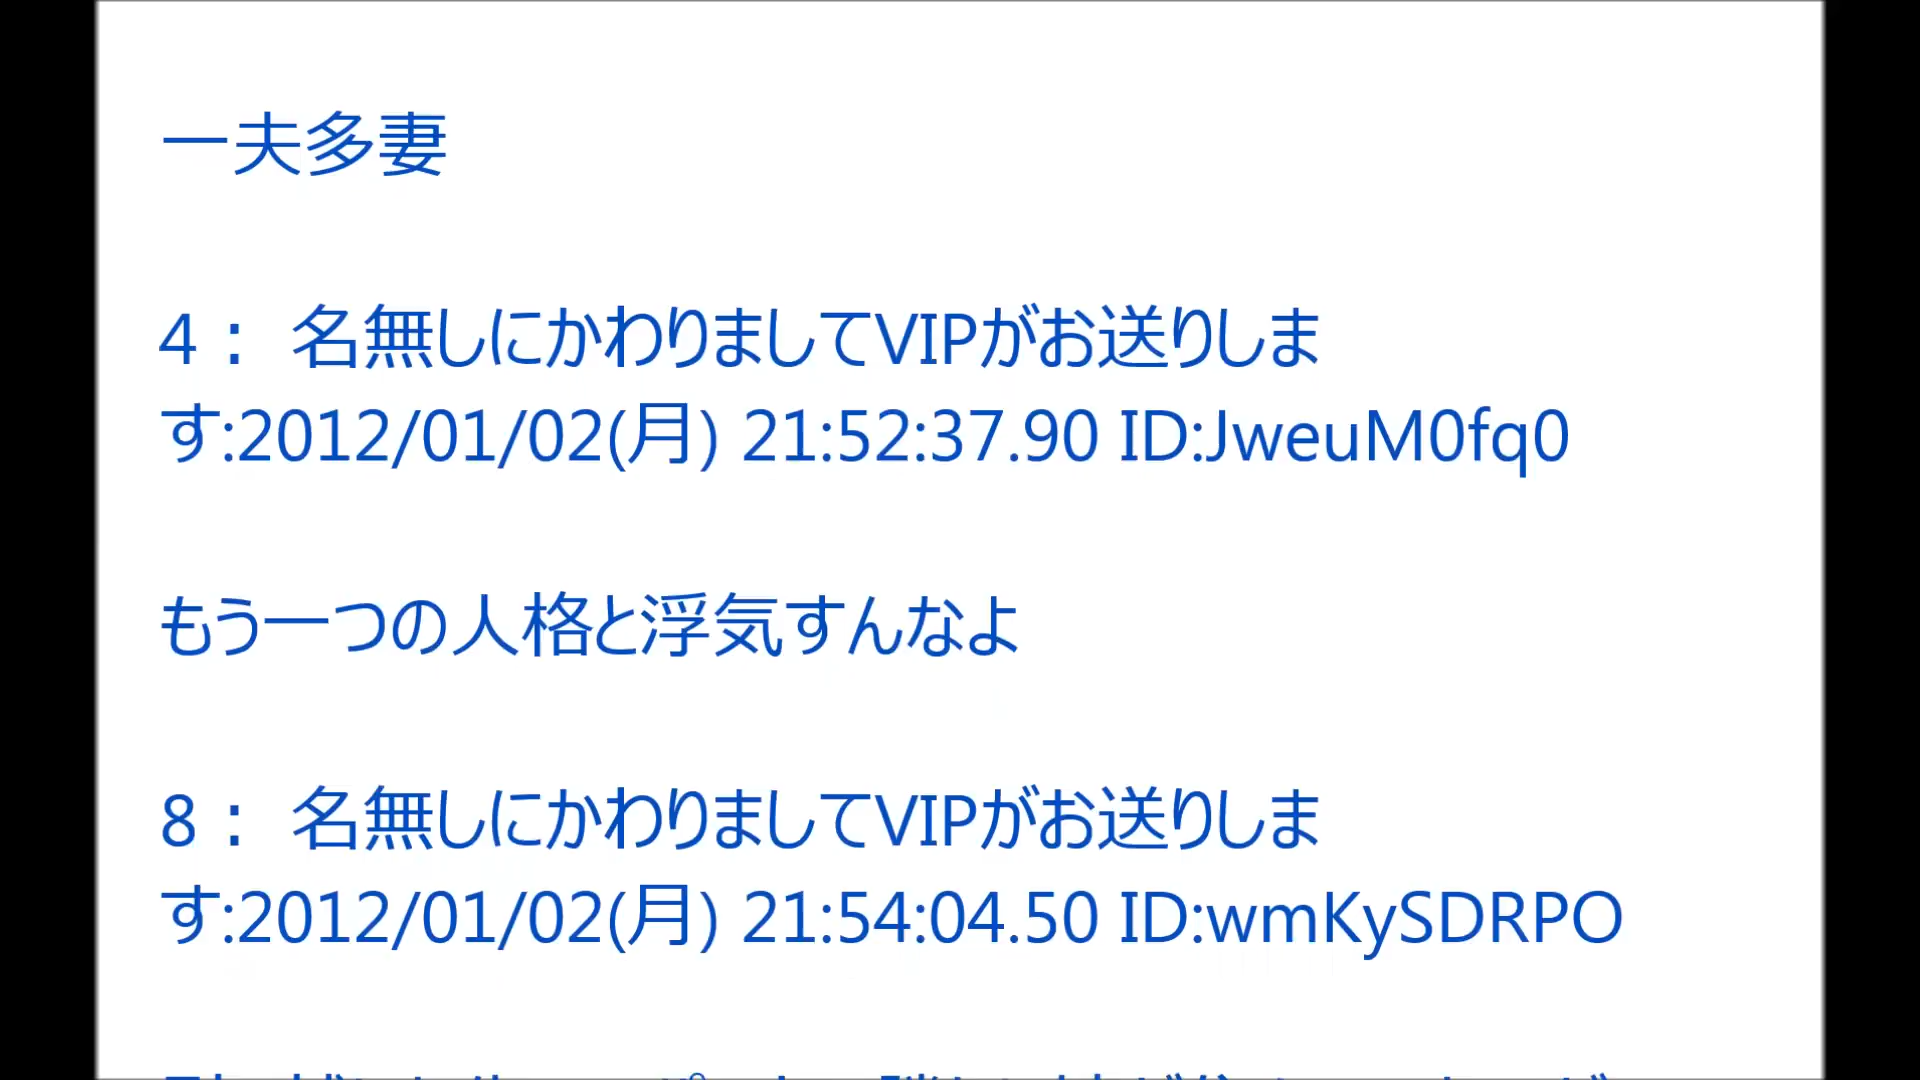 一夫多妻
4： 名無しにかわりましてVIPがお送りしま
す:2012/01/02(月) 21:52:37.90 ID:JweuM0fq0
もう一つの人格と浮気すんなよ
8： 名無しにかわりましてVIPがお送りしま
す:2012/01/02(月) 21:54:04.50 ID:wmKySDRPO